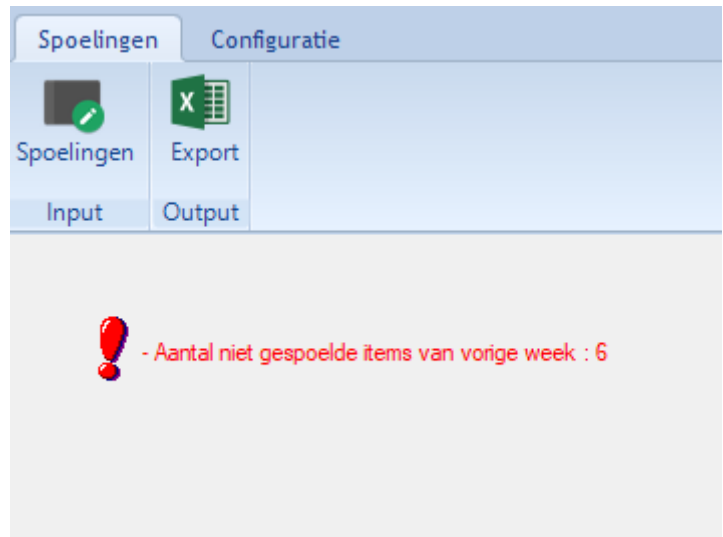 Spoelingen Configuratie
Spoelingen Export
Input Output
- Aantal niet gespoelde items van vorige week : 6